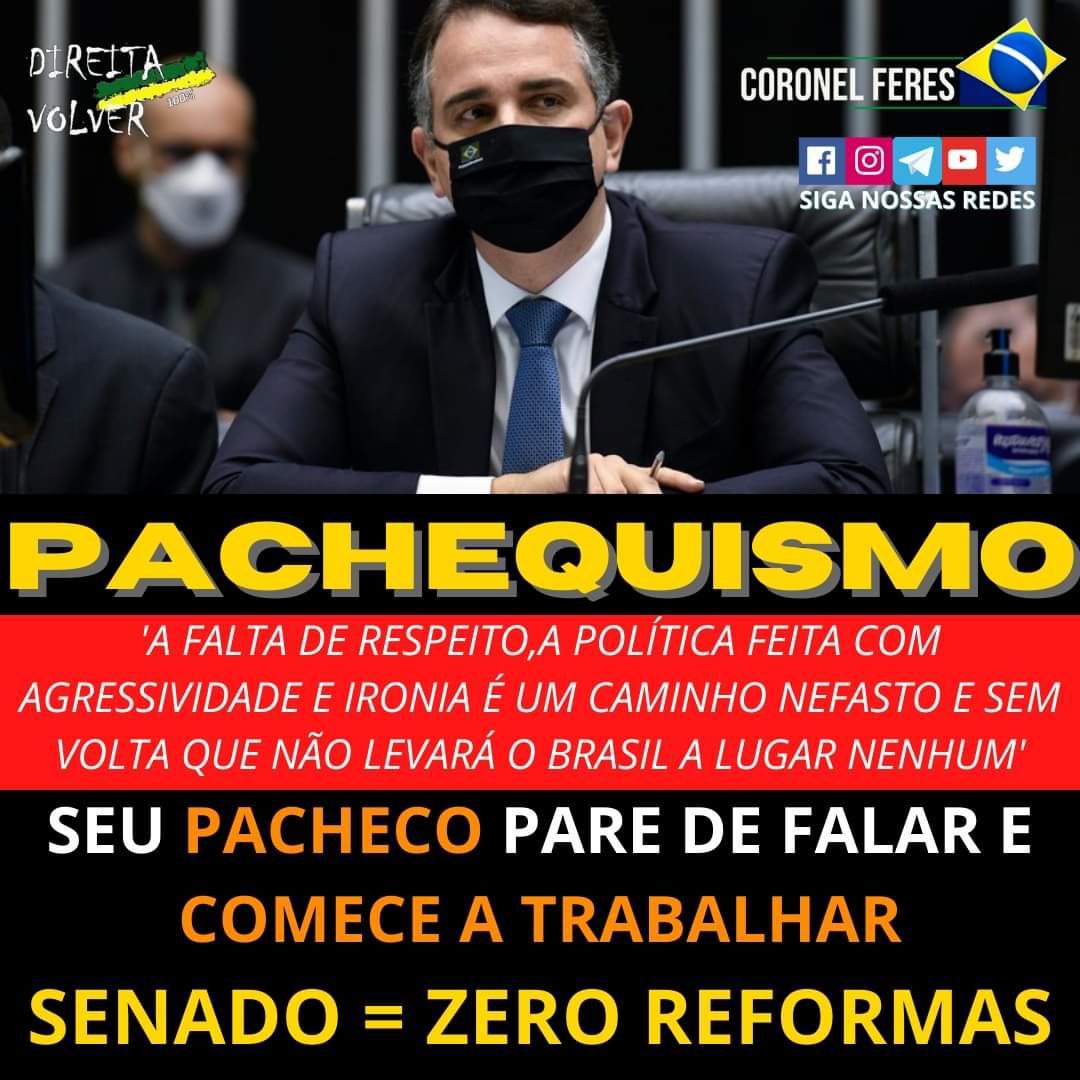 DIREITA
100%
VOLVER
CORONEL FERES
SIGA NOSSAS REDES
PACHEQUISMO
'A FALTA DE RESPEITO,A POLÍTICA FEITA COM
AGRESSIVIDADE E IRONIA É UM CAMINHO NEFASTO E SEM
VOLTA QUE NÃO LEVARÁ O BRASIL A LUGAR NENHUM'
SEU PACHECO PARE DE FALAR E
COMECE A TRABALHAR
SENADO = ZERO REFORMAS